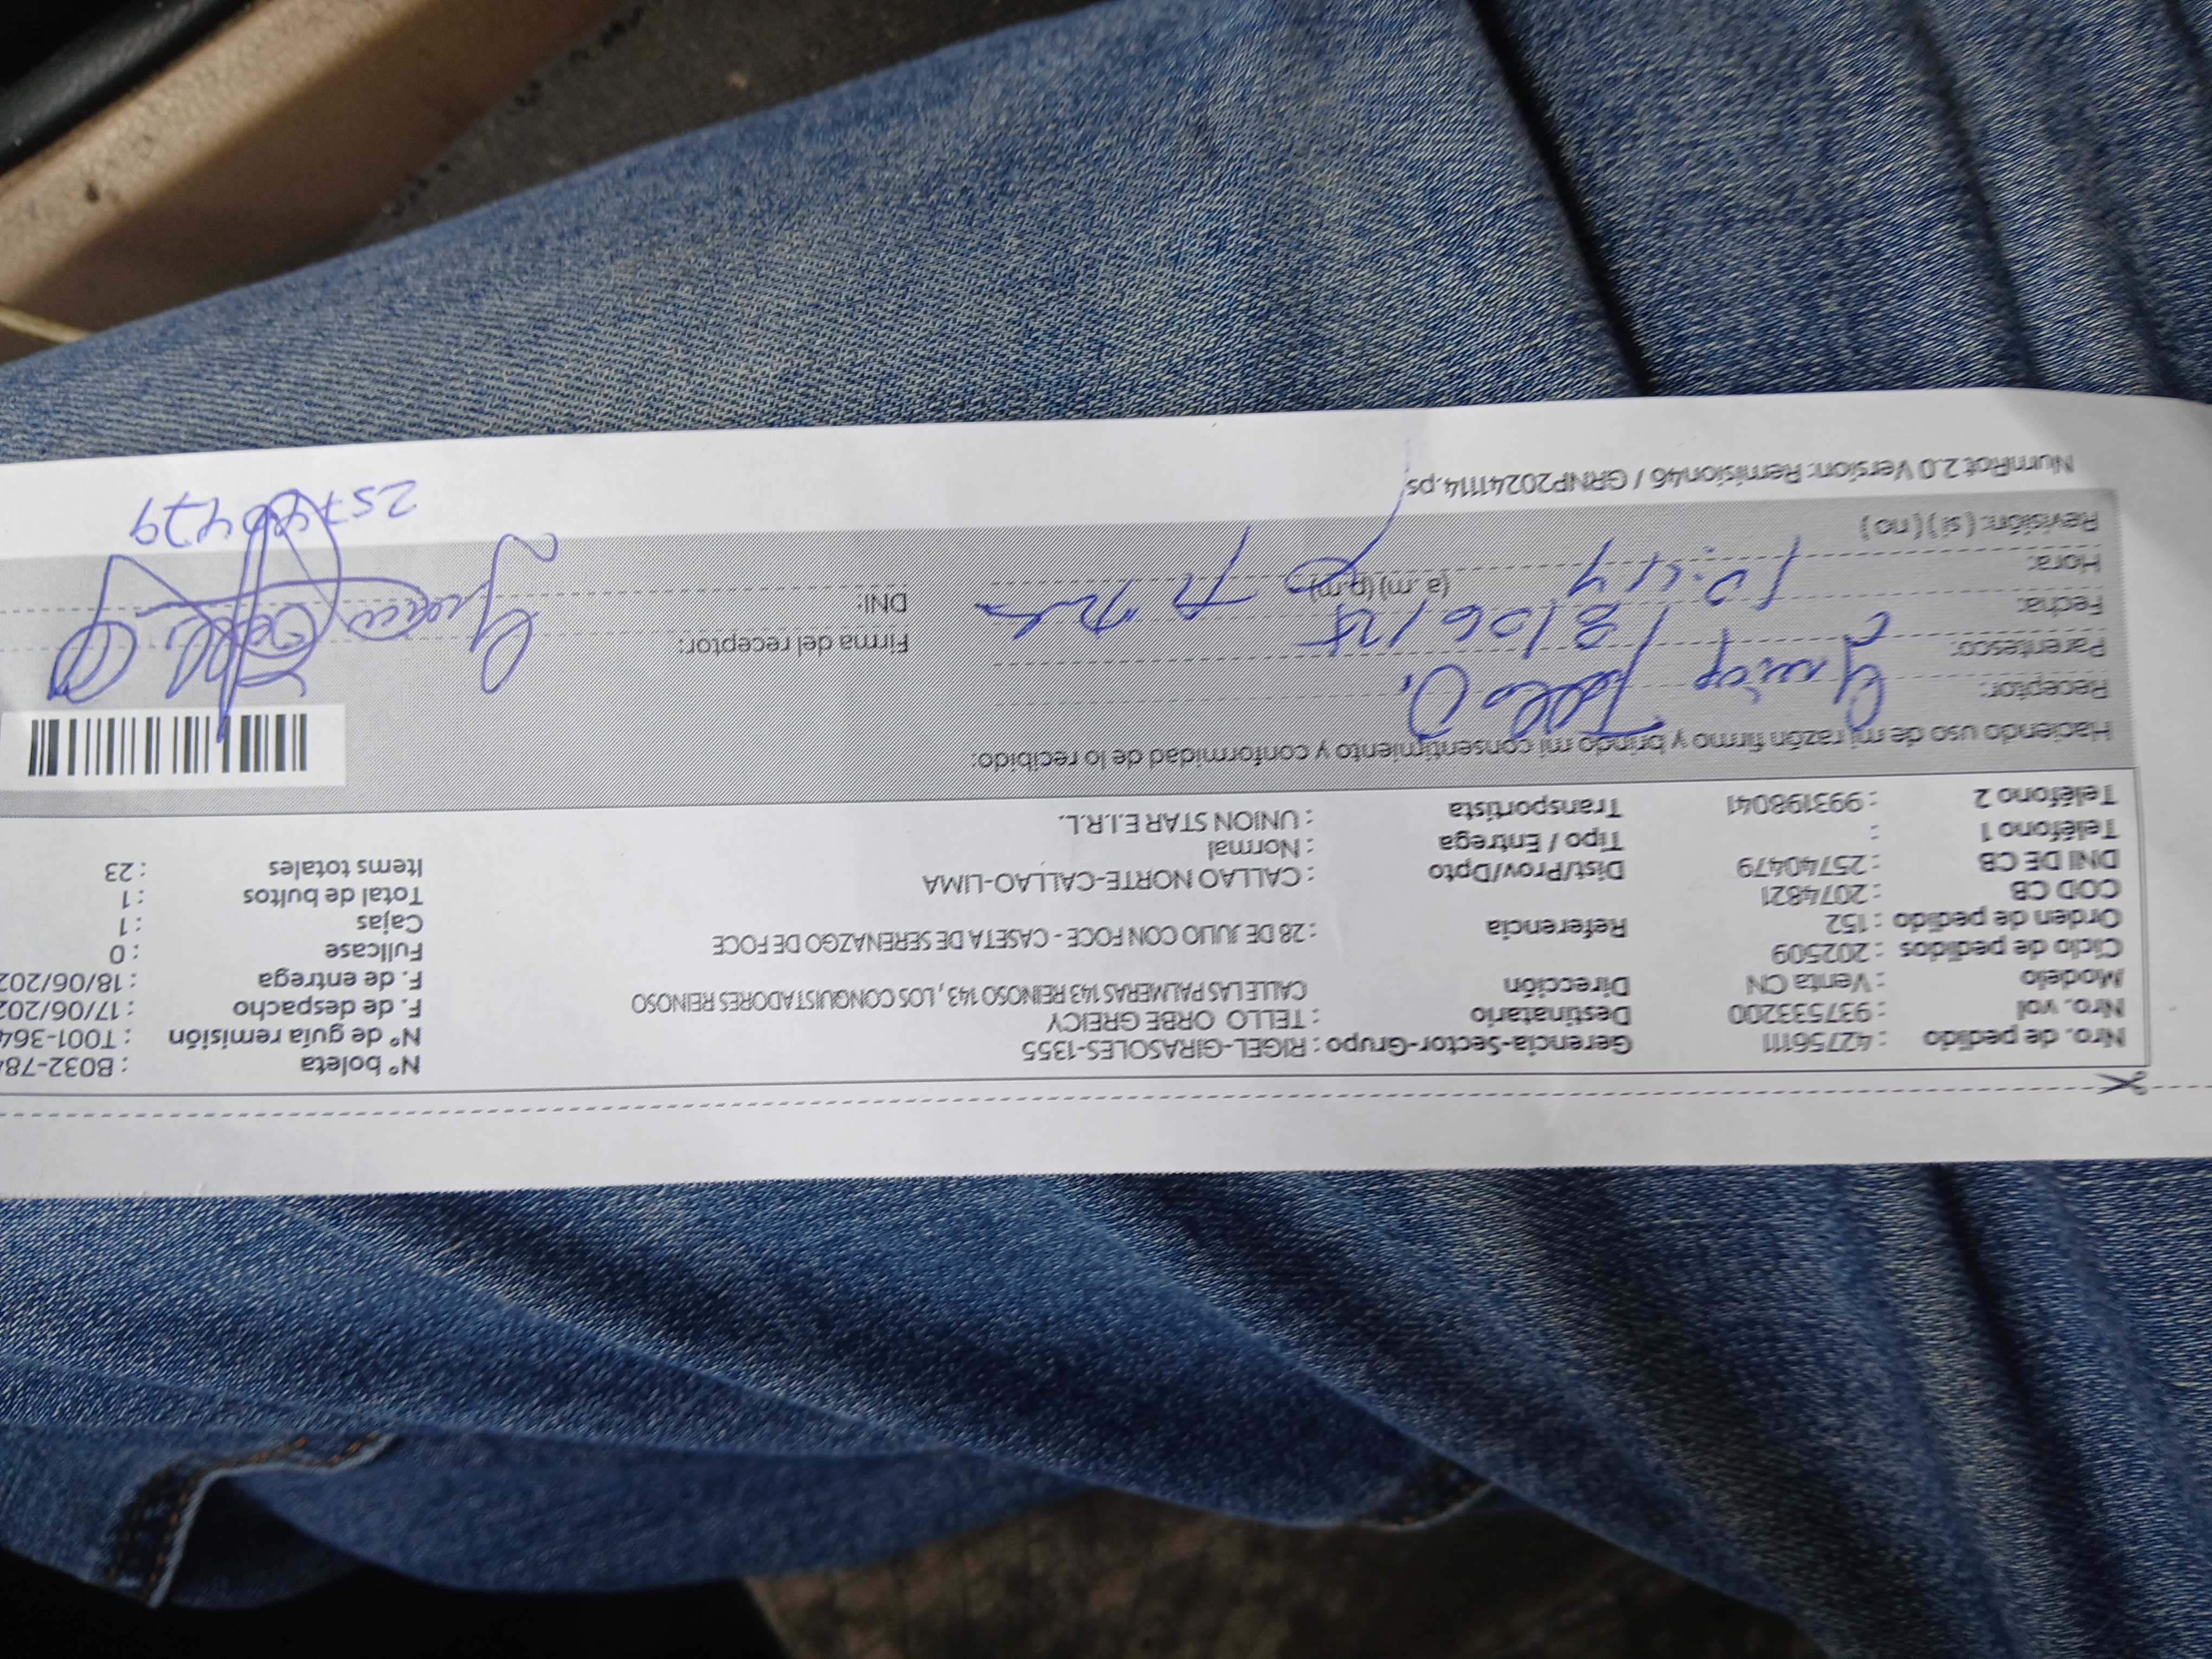 Nro. de pedido : 42756111 Gerencia-Sector-Grupo : RIGEL-GIRASOLES-1355 N° boleta : B032-784
Nro. vol : 937533200 Destinatario : TELLO ORBE GREICY N° de guía remisión : T001-364
Modelo : Venta CN Dirección CALLE LAS PALMERAS 143 REINOSO 143, LOS CONQUISTADORES REINOSO F. de despacho : 17/06/202
Ciclo de pedidos : 202509 F. de entrega : 18/06/202
Orden de pedido : 152 Referencia : 28 DE JULIO CON FOCE - CASETA DE SERENAZGO DE FOCE Fullcase : 0
COD CB : 2074821 Cajas : 1
DNI DE CB : 25740479 Dist/Prov/Dpto : CALLAO NORTE-CALLAO-LIMA Total de bultos : 1
Teléfono 1 : Tipo / Entrega : Normal Items totales : 23
Teléfono 2 : 993198041 Transportista : UNION STAR E.I.R.L.
Haciendo uso de mi razón firmo y brindo mi consentimiento y conformidad de lo recibido:
Receptor: Greicy Tello O.
Parentesco: Firma del receptor:
Fecha: 18/06/25
Hora: 10:44 (a.m) (p.m) DNI: 25740479
Revisión: (si) (no)
NumRot 2.0 Version: Remision46 / GRNP20241114.ps